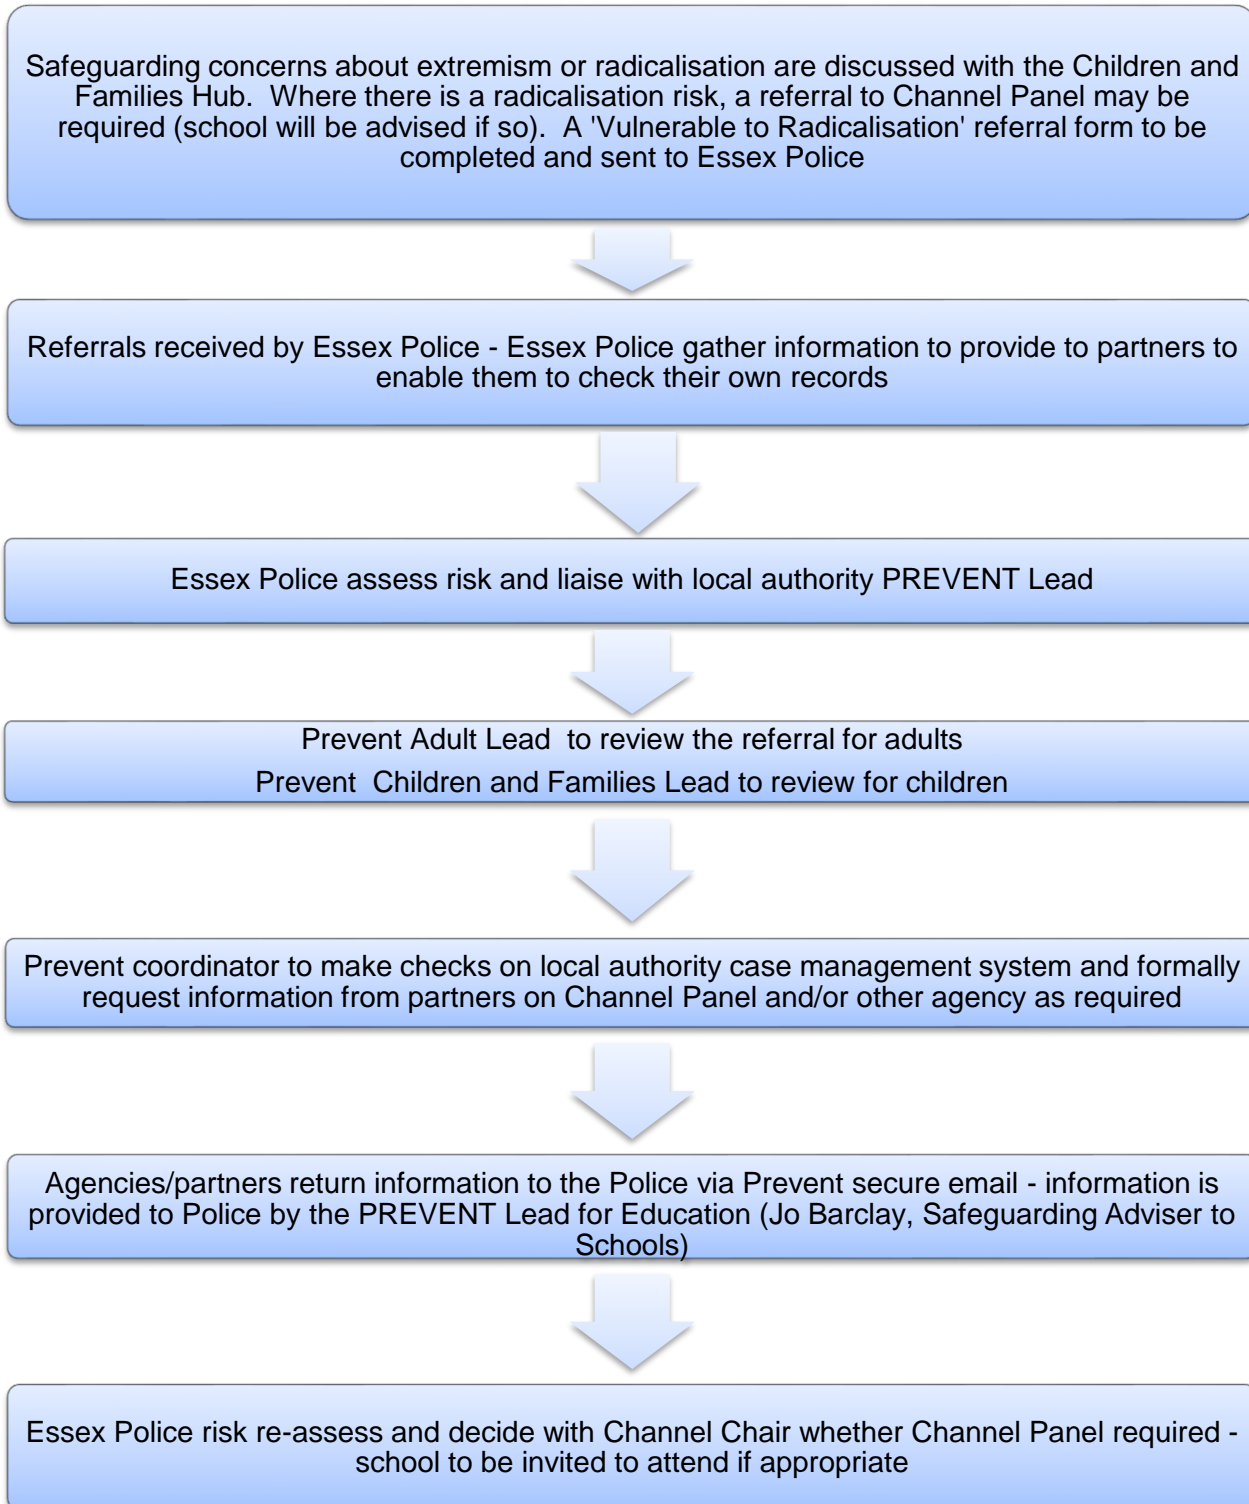 Safeguarding concerns about extremism or radicalisation are discussed with the Children and
Families Hub.  Where there is a radicalisation risk, a referral to Channel Panel may be
required (school will be advised if so).  A 'Vulnerable to Radicalisation' referral form to be
completed and sent to Essex Police
Referrals received by Essex Police - Essex Police gather information to provide to partners to
enable them to check their own records
Essex Police assess risk and liaise with local authority PREVENT Lead
Prevent Adult Lead  to review the referral for adults
Prevent  Children and Families Lead to review for children
Prevent coordinator to make checks on local authority case management system and formally
request information from partners on Channel Panel and/or other agency as required
Agencies/partners return information to the Police via Prevent secure email - information is
provided to Police by the PREVENT Lead for Education (Jo Barclay, Safeguarding Adviser to
Schools)
Essex Police risk re-assess and decide with Channel Chair whether Channel Panel required -
school to be invited to attend if appropriate